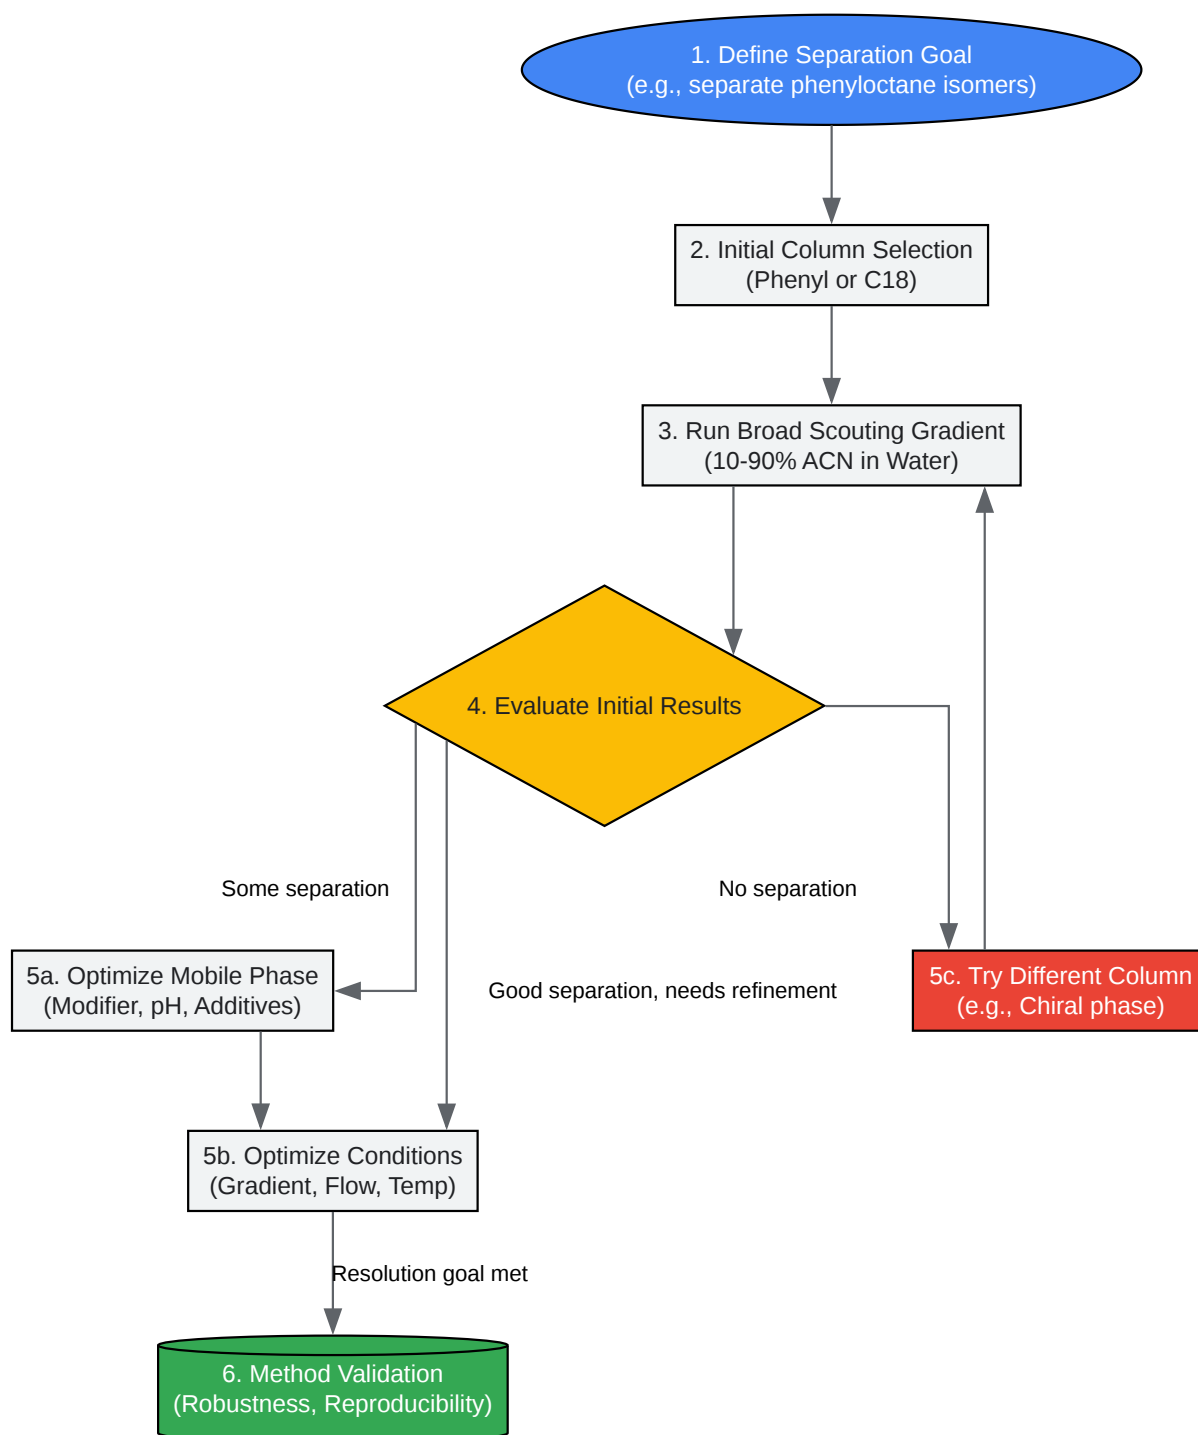 1. Define Separation Goal
(e.g., separate phenyloctane isomers)
2. Initial Column Selection
(Phenyl or C18)
3. Run Broad Scouting Gradient
(10-90% ACN in Water)
4. Evaluate Initial Results
Some separation
No separation
5a. Optimize Mobile Phase
(Modifier, pH, Additives)
Good separation, needs refinement
5c. Try Different Column
(e.g., Chiral phase)
5b. Optimize Conditions
(Gradient, Flow, Temp)
Resolution goal met
6. Method Validation
(Robustness, Reproducibility)